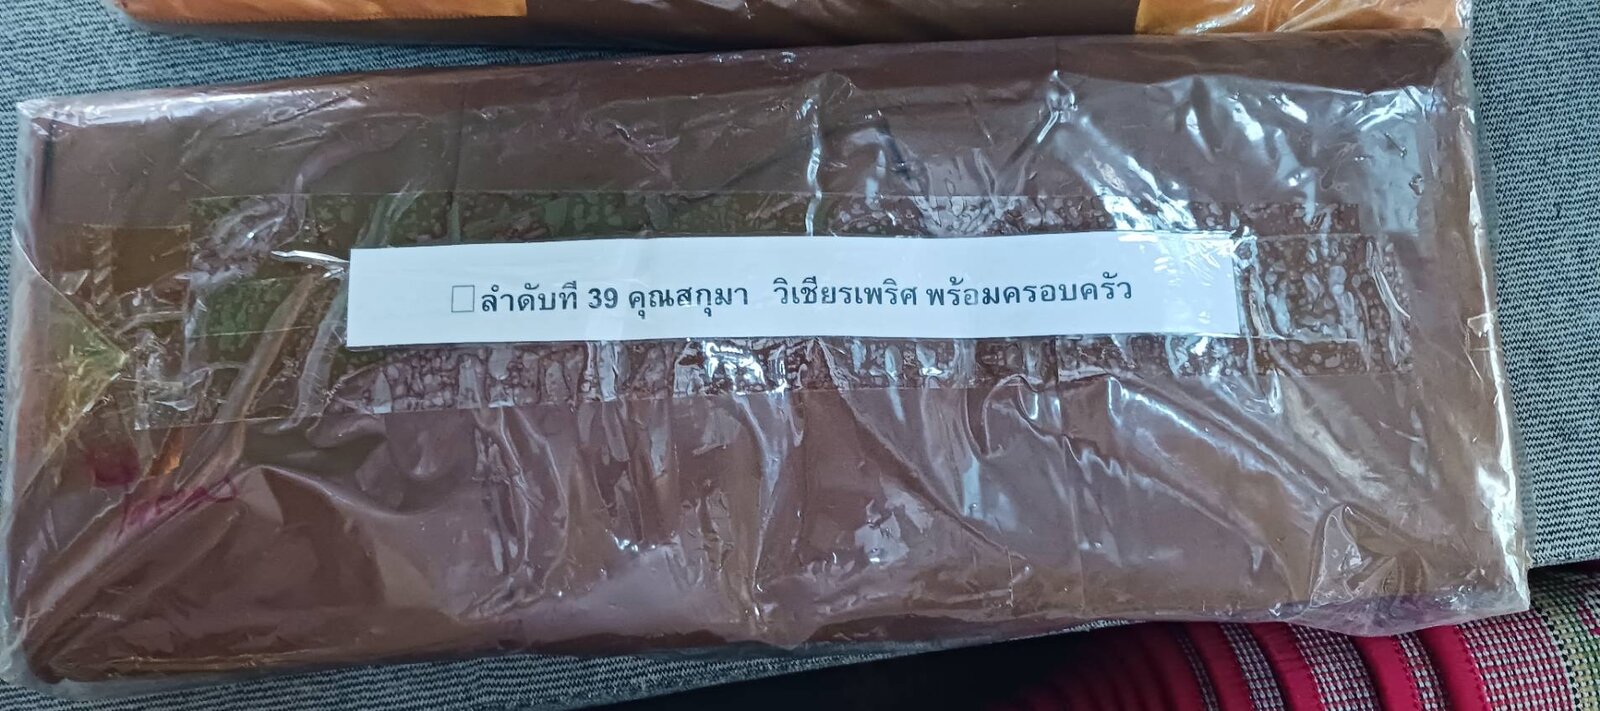 ☐ลำดับที่ 39 คุณสกุมา วิเชียรเพริศ พร้อมครอบครัว